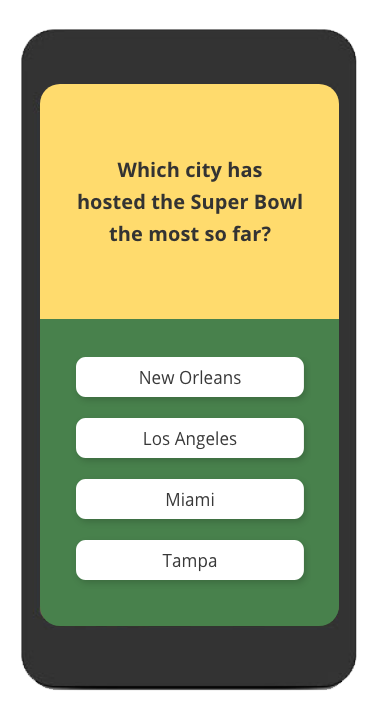 Which city has
hosted the Super Bowl
the most so far?
New Orleans
Los Angeles
Miami
Tampa